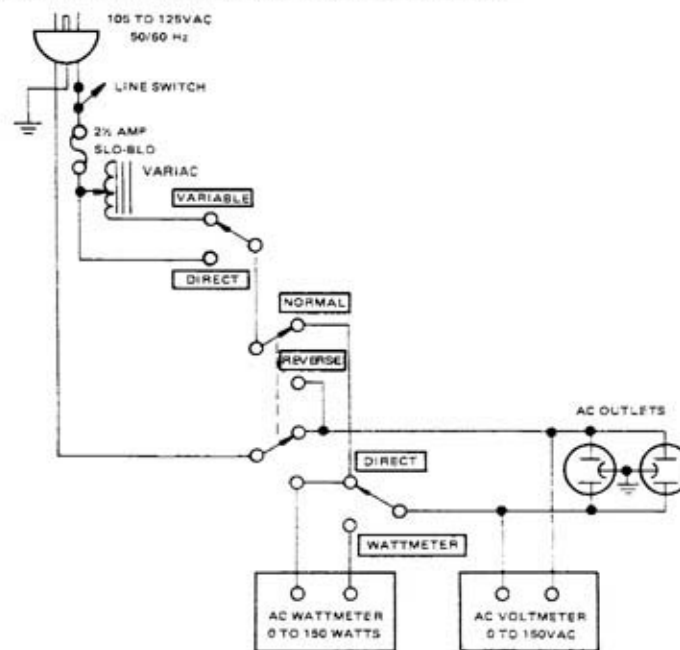 105 TO 125VAC
50/60 Hz
LINE SWITCH
2½ AMP
SLO-BLO
VARIAC
VARIABLE
DIRECT
NORMAL
REVERSE
AC OUTLETS
DIRECT
WATTMETER
AC WATTMETER
0 TO 150 WATTS
AC VOLTMETER
0 TO 150VAC